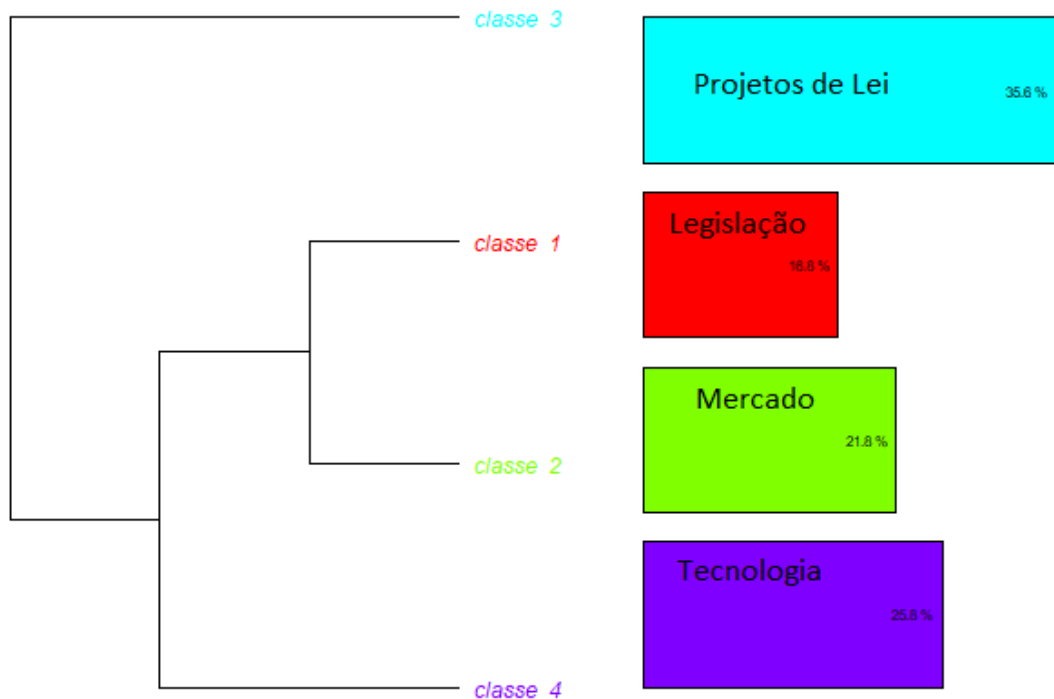 classe 3
Projetos de Lei
35.6 %
classe 1
Legislação
16.8 %
classe 2
Mercado
21.8 %
classe 4
Tecnologia
25.8 %